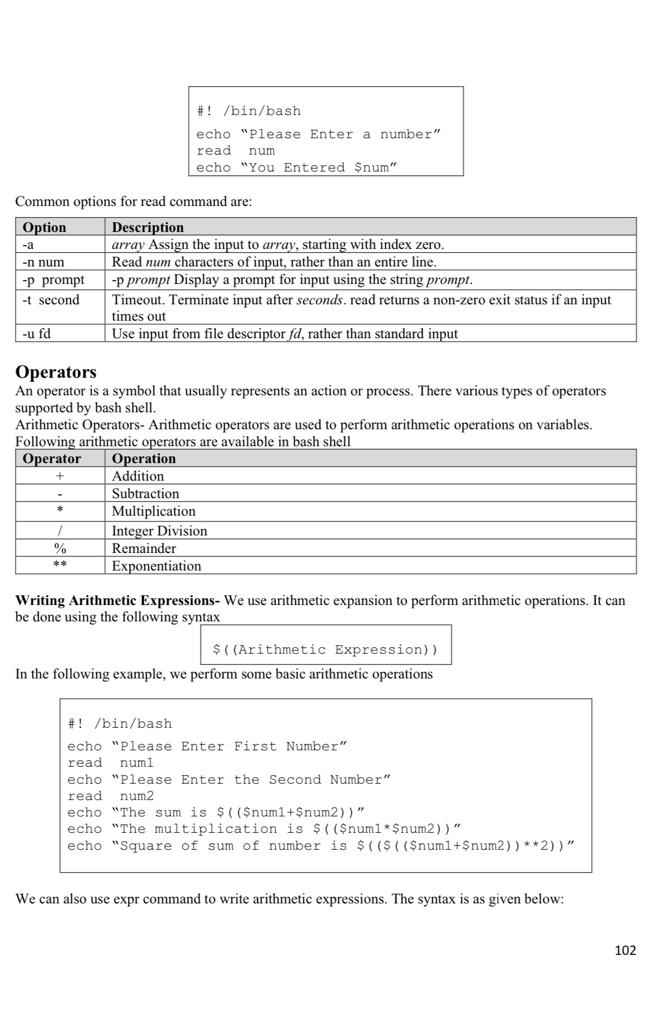 #! /bin/bash
echo “Please Enter a number”
read  num
echo “You Entered $num”
Common options for read command are:
Option Description
-a array Assign the input to array, starting with index zero.
-n num Read num characters of input, rather than an entire line.
-p prompt -p prompt Display a prompt for input using the string prompt.
-t second Timeout. Terminate input after seconds. read returns a non-zero exit status if an input
times out
-u fd Use input from file descriptor fd, rather than standard input
Operators
An operator is a symbol that usually represents an action or process. There various types of operators
supported by bash shell.
Arithmetic Operators- Arithmetic operators are used to perform arithmetic operations on variables.
Following arithmetic operators are available in bash shell
Operator Operation
+ Addition
- Subtraction
* Multiplication
/ Integer Division
% Remainder
** Exponentiation
Writing Arithmetic Expressions- We use arithmetic expansion to perform arithmetic operations. It can
be done using the following syntax
$((Arithmetic Expression))
In the following example, we perform some basic arithmetic operations
#! /bin/bash
echo “Please Enter First Number”
read  num1
echo “Please Enter the Second Number”
read  num2
echo “The sum is $(($num1+$num2))”
echo “The multiplication is $(($num1*$num2))”
echo “Square of sum of number is $(($(($num1+$num2))**2))”
We can also use expr command to write arithmetic expressions. The syntax is as given below:
102